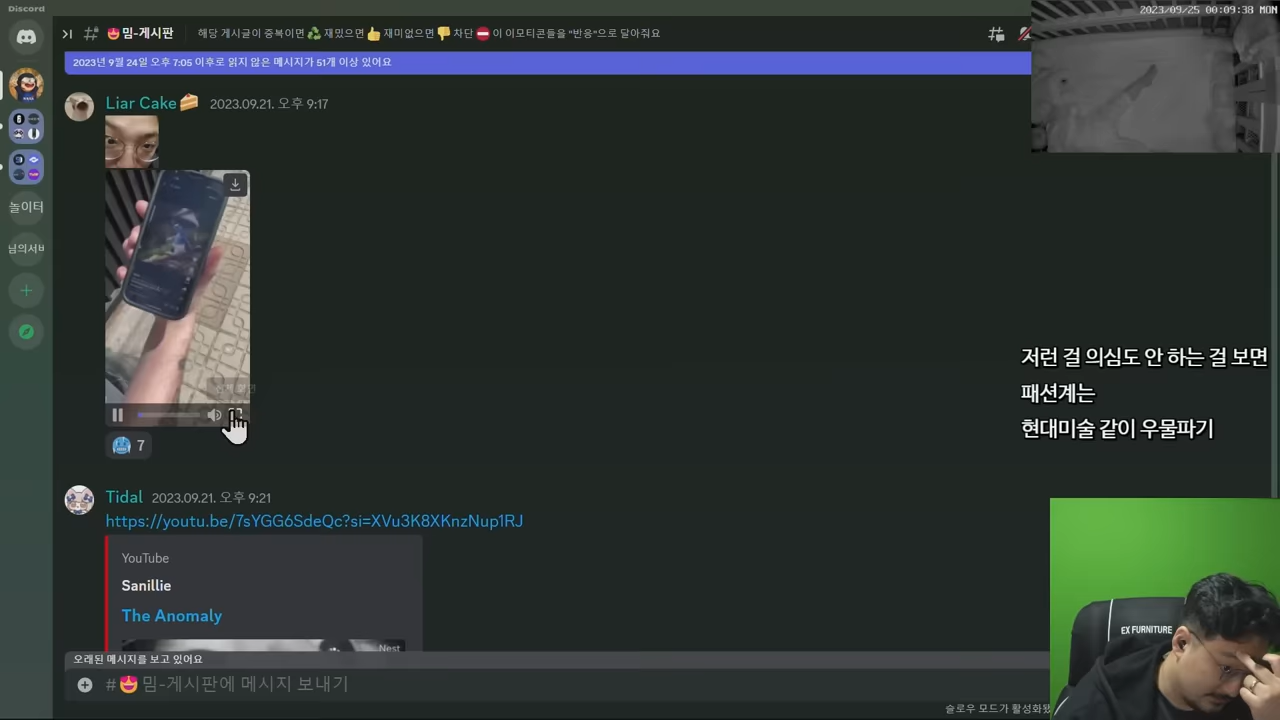 Discord
2023/09/25 00:09:38 MON
밈-게시판
해당 게시글이 중복이면♻️ 재밌으면👍 재미없으면👎 차단⛔ 이 이모티콘들을 "반응"으로 달아줘요
2023년 9월 24일 오후 7:05 이후로 읽지 않은 메시지가 51개 이상 있어요
Liar Cake🍰 2023.09.21. 오후 9:17
놀이터
님의서버
전체 화면
7
저런 걸 의심도 안 하는 걸 보면
패션계는
현대미술 같이 우물파기
Tidal 2023.09.21. 오후 9:21
https://youtu.be/7sYGG6SdeQc?si=XVu3K8XKnzNup1RJ
YouTube
Sanillie
The Anomaly
Nest
EX FURNITURE
오래된 메시지를 보고 있어요
#😍밈-게시판에 메시지 보내기
슬로우 모드가 활성화됐